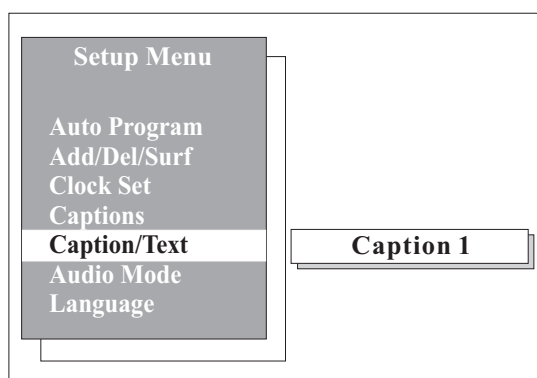 Setup Menu
Auto Program
Add/Del/Surf
Clock Set
Captions
Caption/Text
Caption 1
Audio Mode
Language